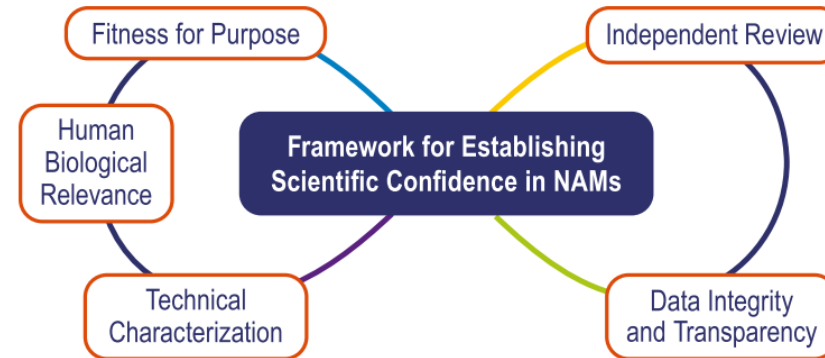 Fitness for Purpose
Independent Review
Human
Biological
Relevance
Framework for Establishing
Scientific Confidence in NAMs
Technical
Characterization
Data Integrity
and Transparency